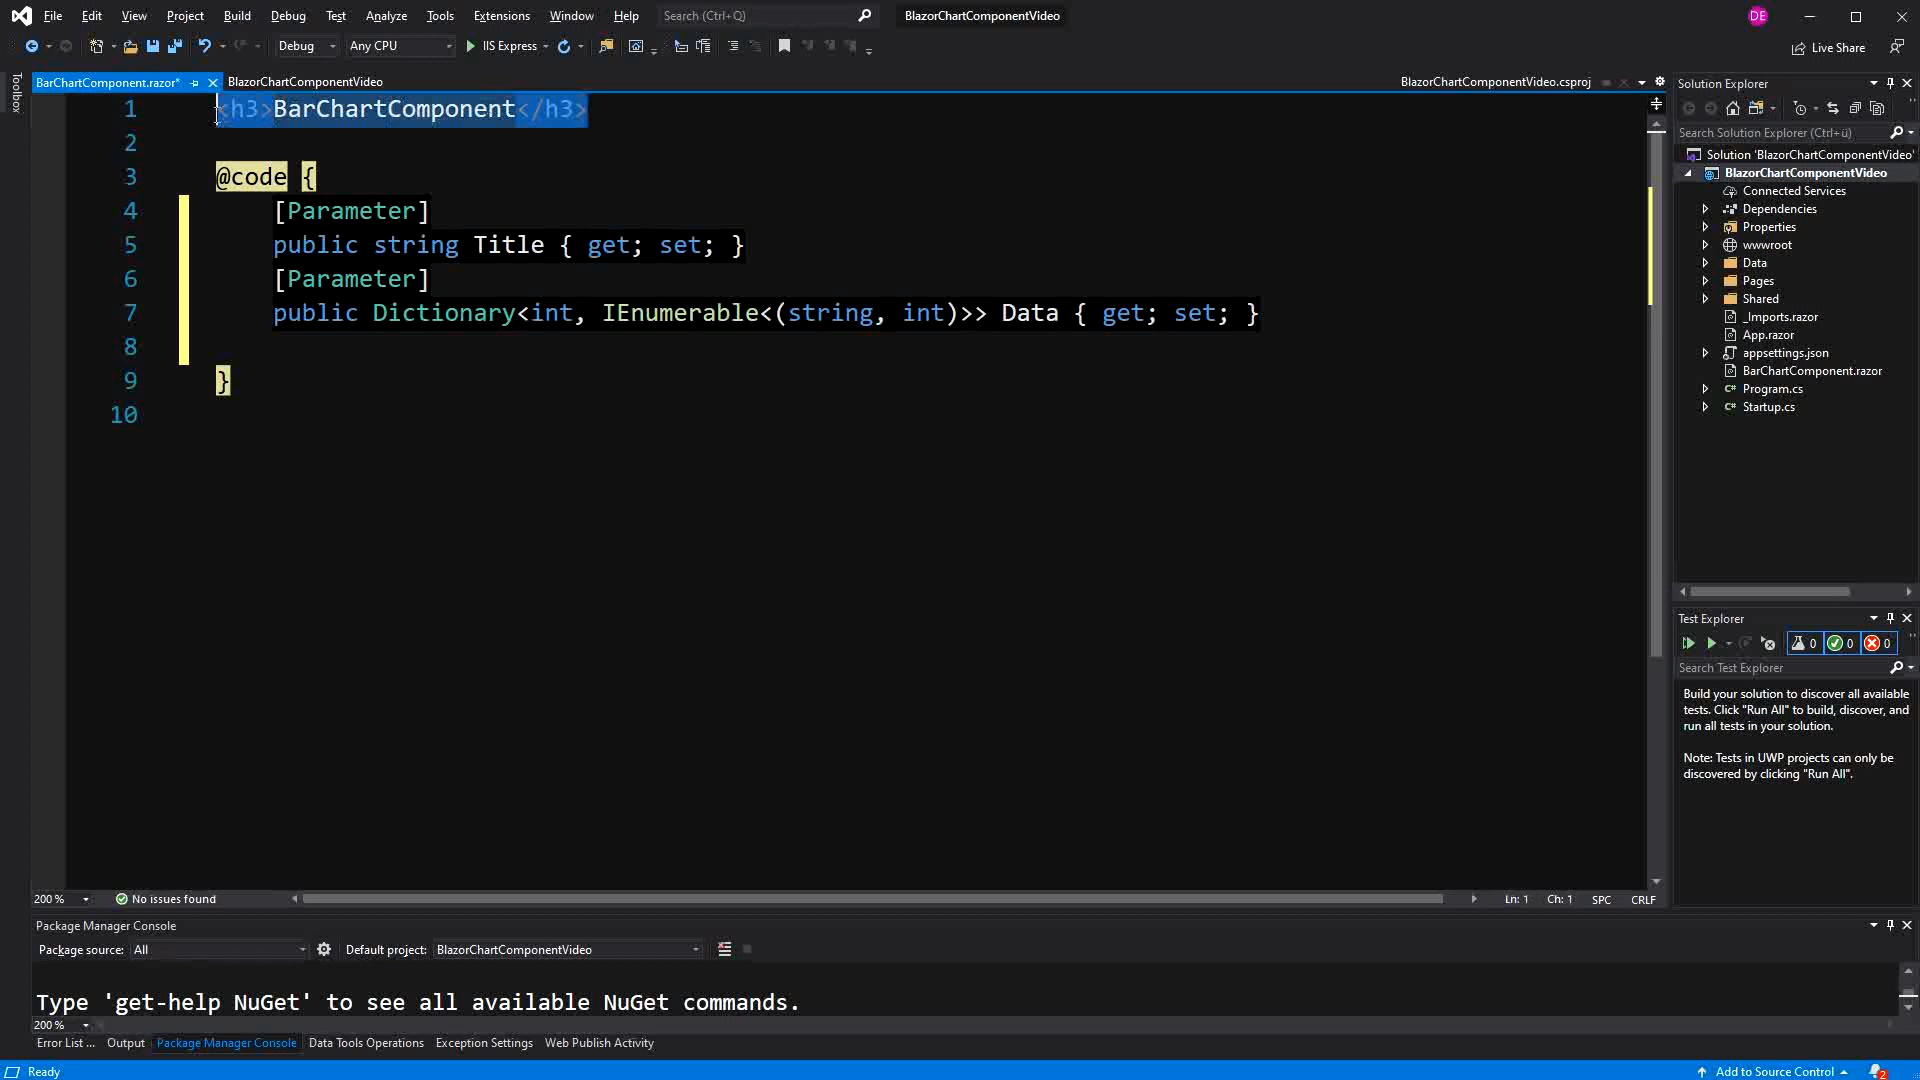 File Edit View Project Build Debug Test Analyze Tools Extensions Window Help Search (Ctrl+Q) BlazorChartComponentVideo DE
Debug Any CPU IIS Express Live Share
Toolbox
BarChartComponent.razor* BlazorChartComponentVideo BlazorChartComponentVideo.csproj
1 <h3>BarChartComponent</h3>
2
3 @code {
4 [Parameter]
5 public string Title { get; set; }
6 [Parameter]
7 public Dictionary<int, IEnumerable<(string, int)>> Data { get; set; }
8
9 }
10
200 % No issues found Ln: 1 Ch: 1 SPC CRLF
Solution Explorer
Search Solution Explorer (Ctrl+ü)
Solution 'BlazorChartComponentVideo'
BlazorChartComponentVideo
Connected Services
Dependencies
Properties
wwwroot
Data
Pages
Shared
_Imports.razor
App.razor
appsettings.json
BarChartComponent.razor
C# Program.cs
C# Startup.cs
Test Explorer
0 0 0
Search Test Explorer
Build your solution to discover all available
tests. Click "Run All" to build, discover, and
run all tests in your solution.
Note: Tests in UWP projects can only be
discovered by clicking "Run All".
Package Manager Console
Package source: All Default project: BlazorChartComponentVideo
Type 'get-help NuGet' to see all available NuGet commands.
200 %
Error List ... Output Package Manager Console Data Tools Operations Exception Settings Web Publish Activity
Ready Add to Source Control 2